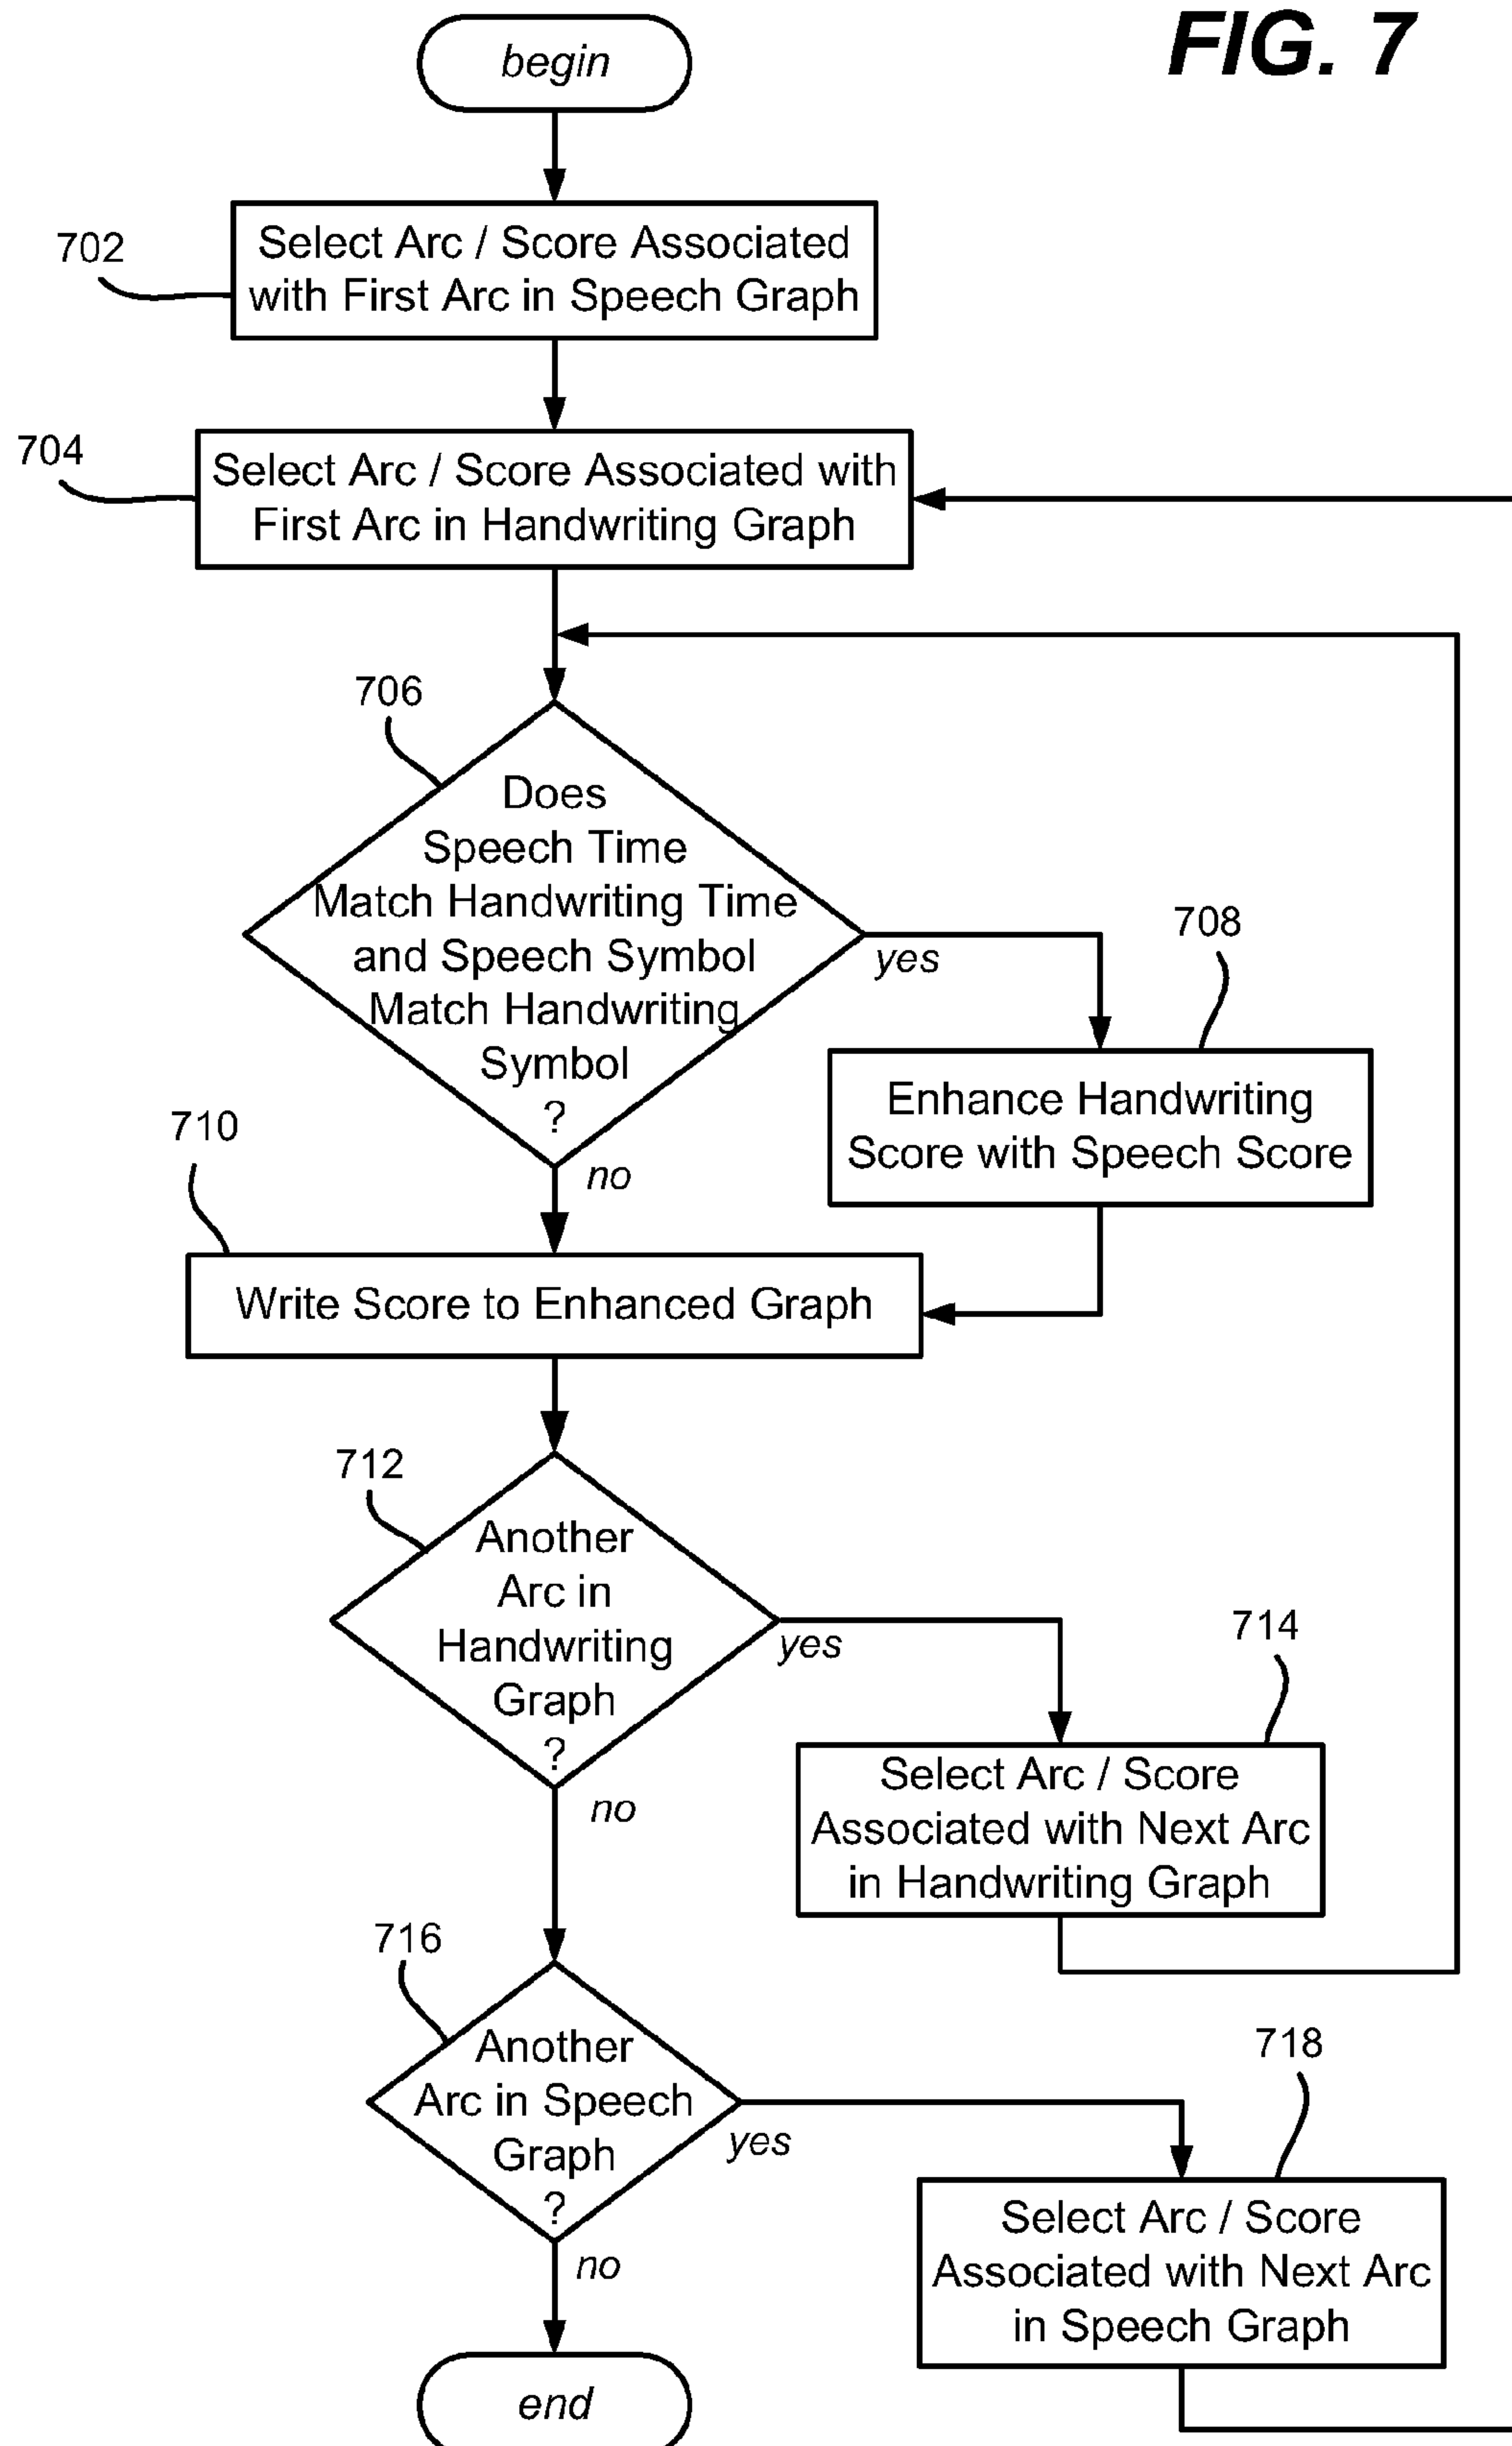 FIG. 7
begin
702
Select Arc / Score Associated
with First Arc in Speech Graph
704
Select Arc / Score Associated with
First Arc in Handwriting Graph
706
Does
Speech Time
Match Handwriting Time
and Speech Symbol
Match Handwriting
Symbol
?
yes
no
708
Enhance Handwriting
Score with Speech Score
710
Write Score to Enhanced Graph
712
Another
Arc in
Handwriting
Graph
?
yes
no
714
Select Arc / Score
Associated with Next Arc
in Handwriting Graph
716
Another
Arc in Speech
Graph
?
yes
no
718
Select Arc / Score
Associated with Next Arc
in Speech Graph
end